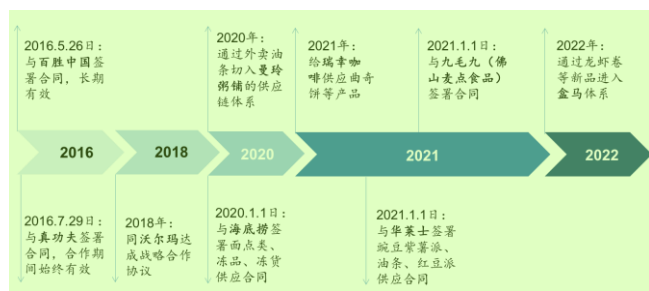 2016.5.26日:
与百胜中国签
署合同，长期
有效
2020年:
通过外卖油
条切入曼玲
粥铺的供应
链体系
2021年:
给瑞幸咖
啡供应曲奇
饼等产品
2021.1.1日:
与九毛九（佛
山麦点食品）
签署合同
2022年:
通过龙虾卷
等新品进入
盒马体系
2016
2018
2020
2021
2022
2016.7.29日:
与真功夫签署
合同，合作期
间始终有效
2018年:
同沃尔玛达
成战略合作
协议
2020.1.1日:
与海底捞签
署面点类、
冻品、冻货
供应合同
2021.1.1日:
与华莱士签署
豌豆紫薯派、
油条、红豆派
供应合同